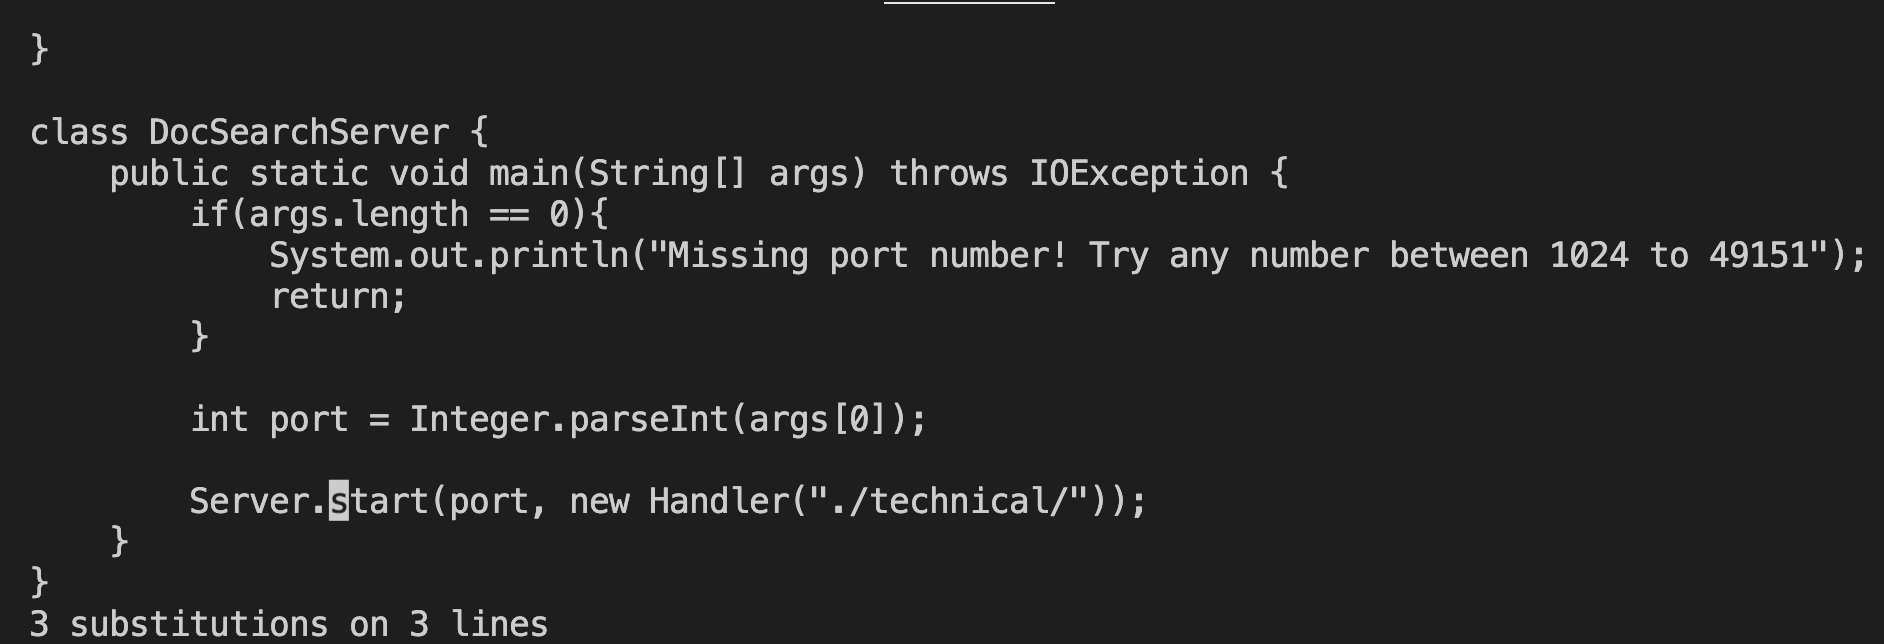 }
class DocSearchServer {
    public static void main(String[] args) throws IOException {
        if(args.length == 0){
            System.out.println("Missing port number! Try any number between 1024 to 49151");
            return;
        }
        int port = Integer.parseInt(args[0]);
        Server.start(port, new Handler("./technical/"));
    }
}
3 substitutions on 3 lines